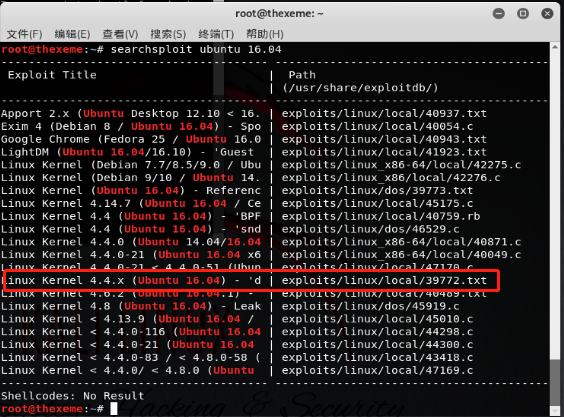 root@thexeme: ~
文件(F) 编辑(E) 查看(V) 搜索(S) 终端(T) 帮助(H)
root@thexeme:~# searchsploit ubuntu 16.04
---------------------------------------- ----------------------------------------
Exploit Title | Path
| (/usr/share/exploitdb/)
---------------------------------------- ----------------------------------------
Apport 2.x (Ubuntu Desktop 12.10 < 16. | exploits/linux/local/40937.txt
Exim 4 (Debian 8 / Ubuntu 16.04) - Spo | exploits/linux/local/40054.c
Google Chrome (Fedora 25 / Ubuntu 16.0 | exploits/linux/local/40943.txt
LightDM (Ubuntu 16.04/16.10) - 'Guest | exploits/linux/local/41923.txt
Linux Kernel (Debian 7.7/8.5/9.0 / Ubu | exploits/linux_x86-64/local/42275.c
Linux Kernel (Debian 9/10 / Ubuntu 14. | exploits/linux_x86/local/42276.c
Linux Kernel (Ubuntu 16.04) - Referenc | exploits/linux/dos/39773.txt
Linux Kernel 4.14.7 (Ubuntu 16.04 / Ce | exploits/linux/local/45175.c
Linux Kernel 4.4 (Ubuntu 16.04) - 'BPF | exploits/linux/local/40759.rb
Linux Kernel 4.4 (Ubuntu 16.04) - 'snd | exploits/linux/dos/46529.c
Linux Kernel 4.4.0 (Ubuntu 14.04/16.04 | exploits/linux_x86-64/local/40871.c
Linux Kernel 4.4.0-21 (Ubuntu 16.04 x6 | exploits/linux_x86-64/local/40049.c
Linux Kernel 4.4.0-21 < 4.4.0-51 (Ubun | exploits/linux/local/47170.c
Linux Kernel 4.4.x (Ubuntu 16.04) - 'd | exploits/linux/local/39772.txt
Linux Kernel 4.6.2 (Ubuntu 16.04.1) - | exploits/linux/local/40489.txt
Linux Kernel 4.8 (Ubuntu 16.04) - Leak | exploits/linux/dos/45919.c
Linux Kernel < 4.13.9 (Ubuntu 16.04 / | exploits/linux/local/45010.c
Linux Kernel < 4.4.0-116 (Ubuntu 16.04 | exploits/linux/local/44298.c
Linux Kernel < 4.4.0-21 (Ubuntu 16.04 | exploits/linux/local/44300.c
Linux Kernel < 4.4.0-83 / < 4.8.0-58 ( | exploits/linux/local/43418.c
Linux Kernel < 4.4.0/ < 4.8.0 (Ubuntu | exploits/linux/local/47169.c
---------------------------------------- ----------------------------------------
Shellcodes: No Result
root@thexeme:~#
Hacking & Security